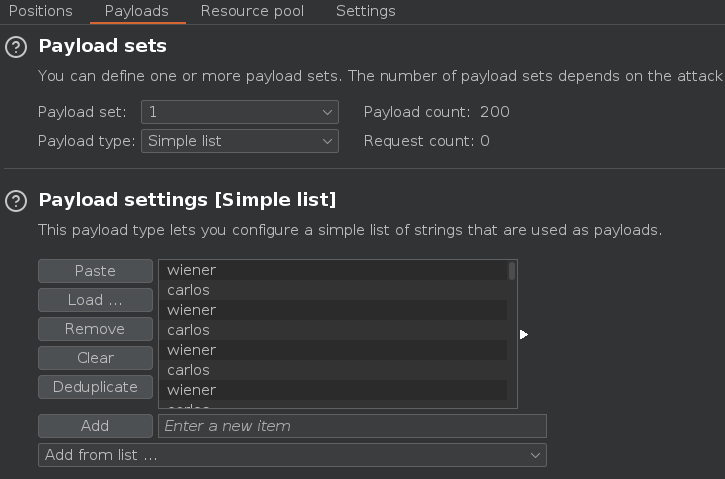 Positions Payloads Resource pool Settings
? Payload sets
You can define one or more payload sets. The number of payload sets depends on the attack
Payload set: 1 Payload count: 200
Payload type: Simple list Request count: 0
? Payload settings [Simple list]
This payload type lets you configure a simple list of strings that are used as payloads.
Paste wiener
carlos
Load ... wiener
Remove carlos
wiener
Clear carlos
Deduplicate wiener
carlos
Add Enter a new item
Add from list ...